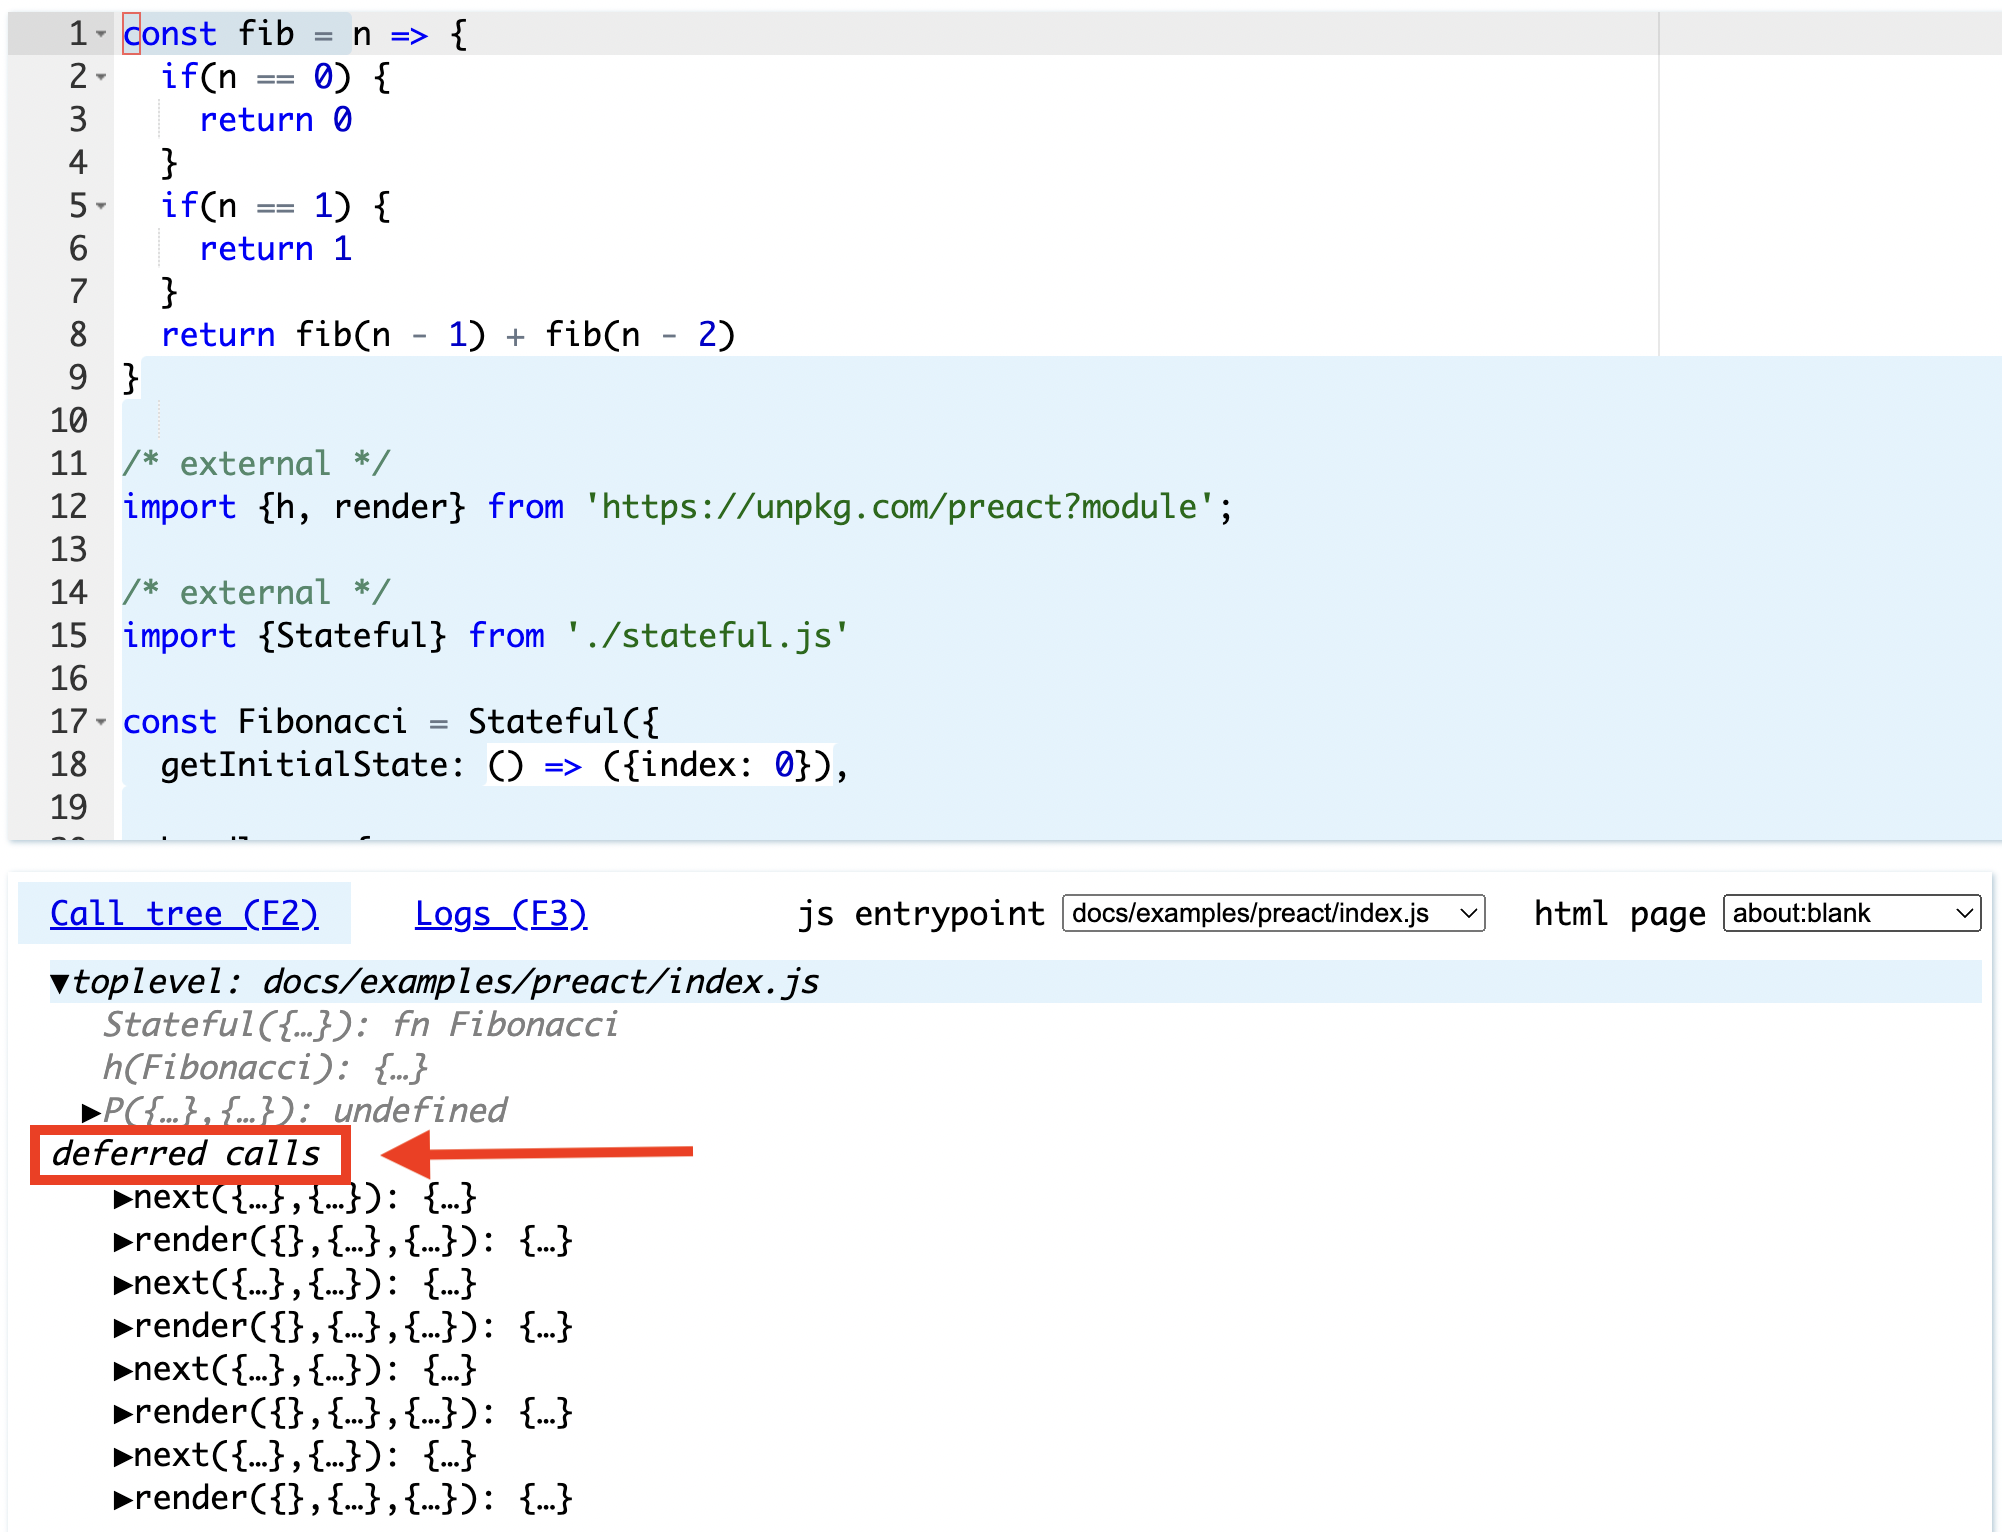 1 const fib = n => {
2 if(n == 0) {
3 return 0
4 }
5 if(n == 1) {
6 return 1
7 }
8 return fib(n - 1) + fib(n - 2)
9 }
10
11 /* external */
12 import {h, render} from 'https://unpkg.com/preact?module';
13
14 /* external */
15 import {Stateful} from './stateful.js'
16
17 const Fibonacci = Stateful({
18 getInitialState: () => ({index: 0}),
19
Call tree (F2) Logs (F3) js entrypoint docs/examples/preact/index.js html page about:blank
▼toplevel: docs/examples/preact/index.js
Stateful({…}): fn Fibonacci
h(Fibonacci): {…}
▶P({…},{…}): undefined
deferred calls
▶next({…},{…}): {…}
▶render({},{…},{…}): {…}
▶next({…},{…}): {…}
▶render({},{…},{…}): {…}
▶next({…},{…}): {…}
▶render({},{…},{…}): {…}
▶next({…},{…}): {…}
▶render({},{…},{…}): {…}